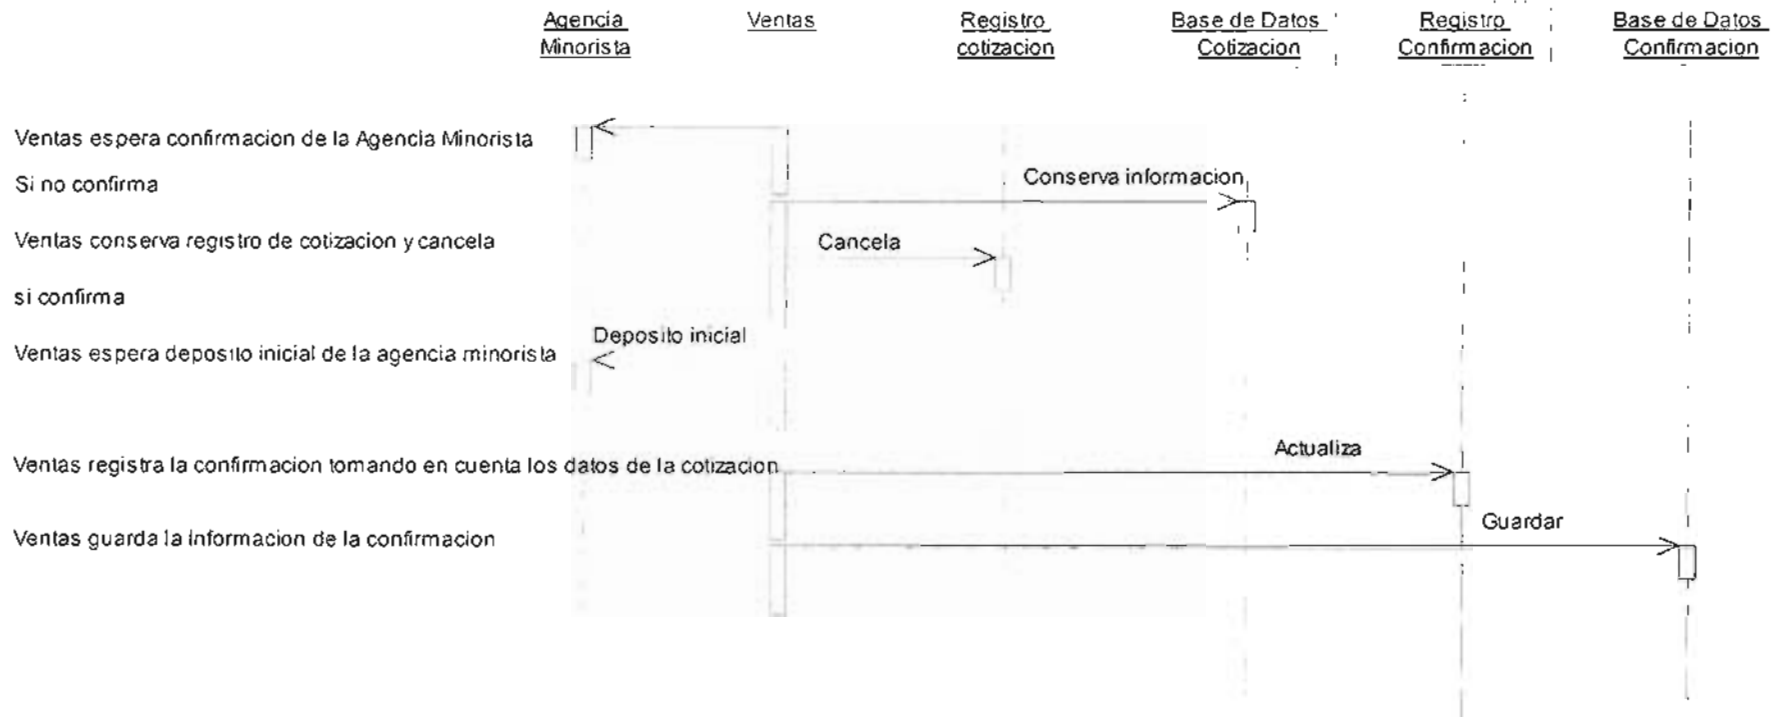 Agencia Minorista
Ventas
Registro cotizacion
Base de Datos Cotizacion
Registro Confirmacion
Base de Datos Confirmacion
Ventas espera confirmacion de la Agencia Minorista
Si no confirma
Conserva informacion
Ventas conserva registro de cotizacion y cancela
Cancela
si confirma
Deposito inicial
Ventas espera deposito inicial de la agencia minorista
Actualiza
Ventas registra la confirmacion tomando en cuenta los datos de la cotizacion
Guardar
Ventas guarda la informacion de la confirmacion